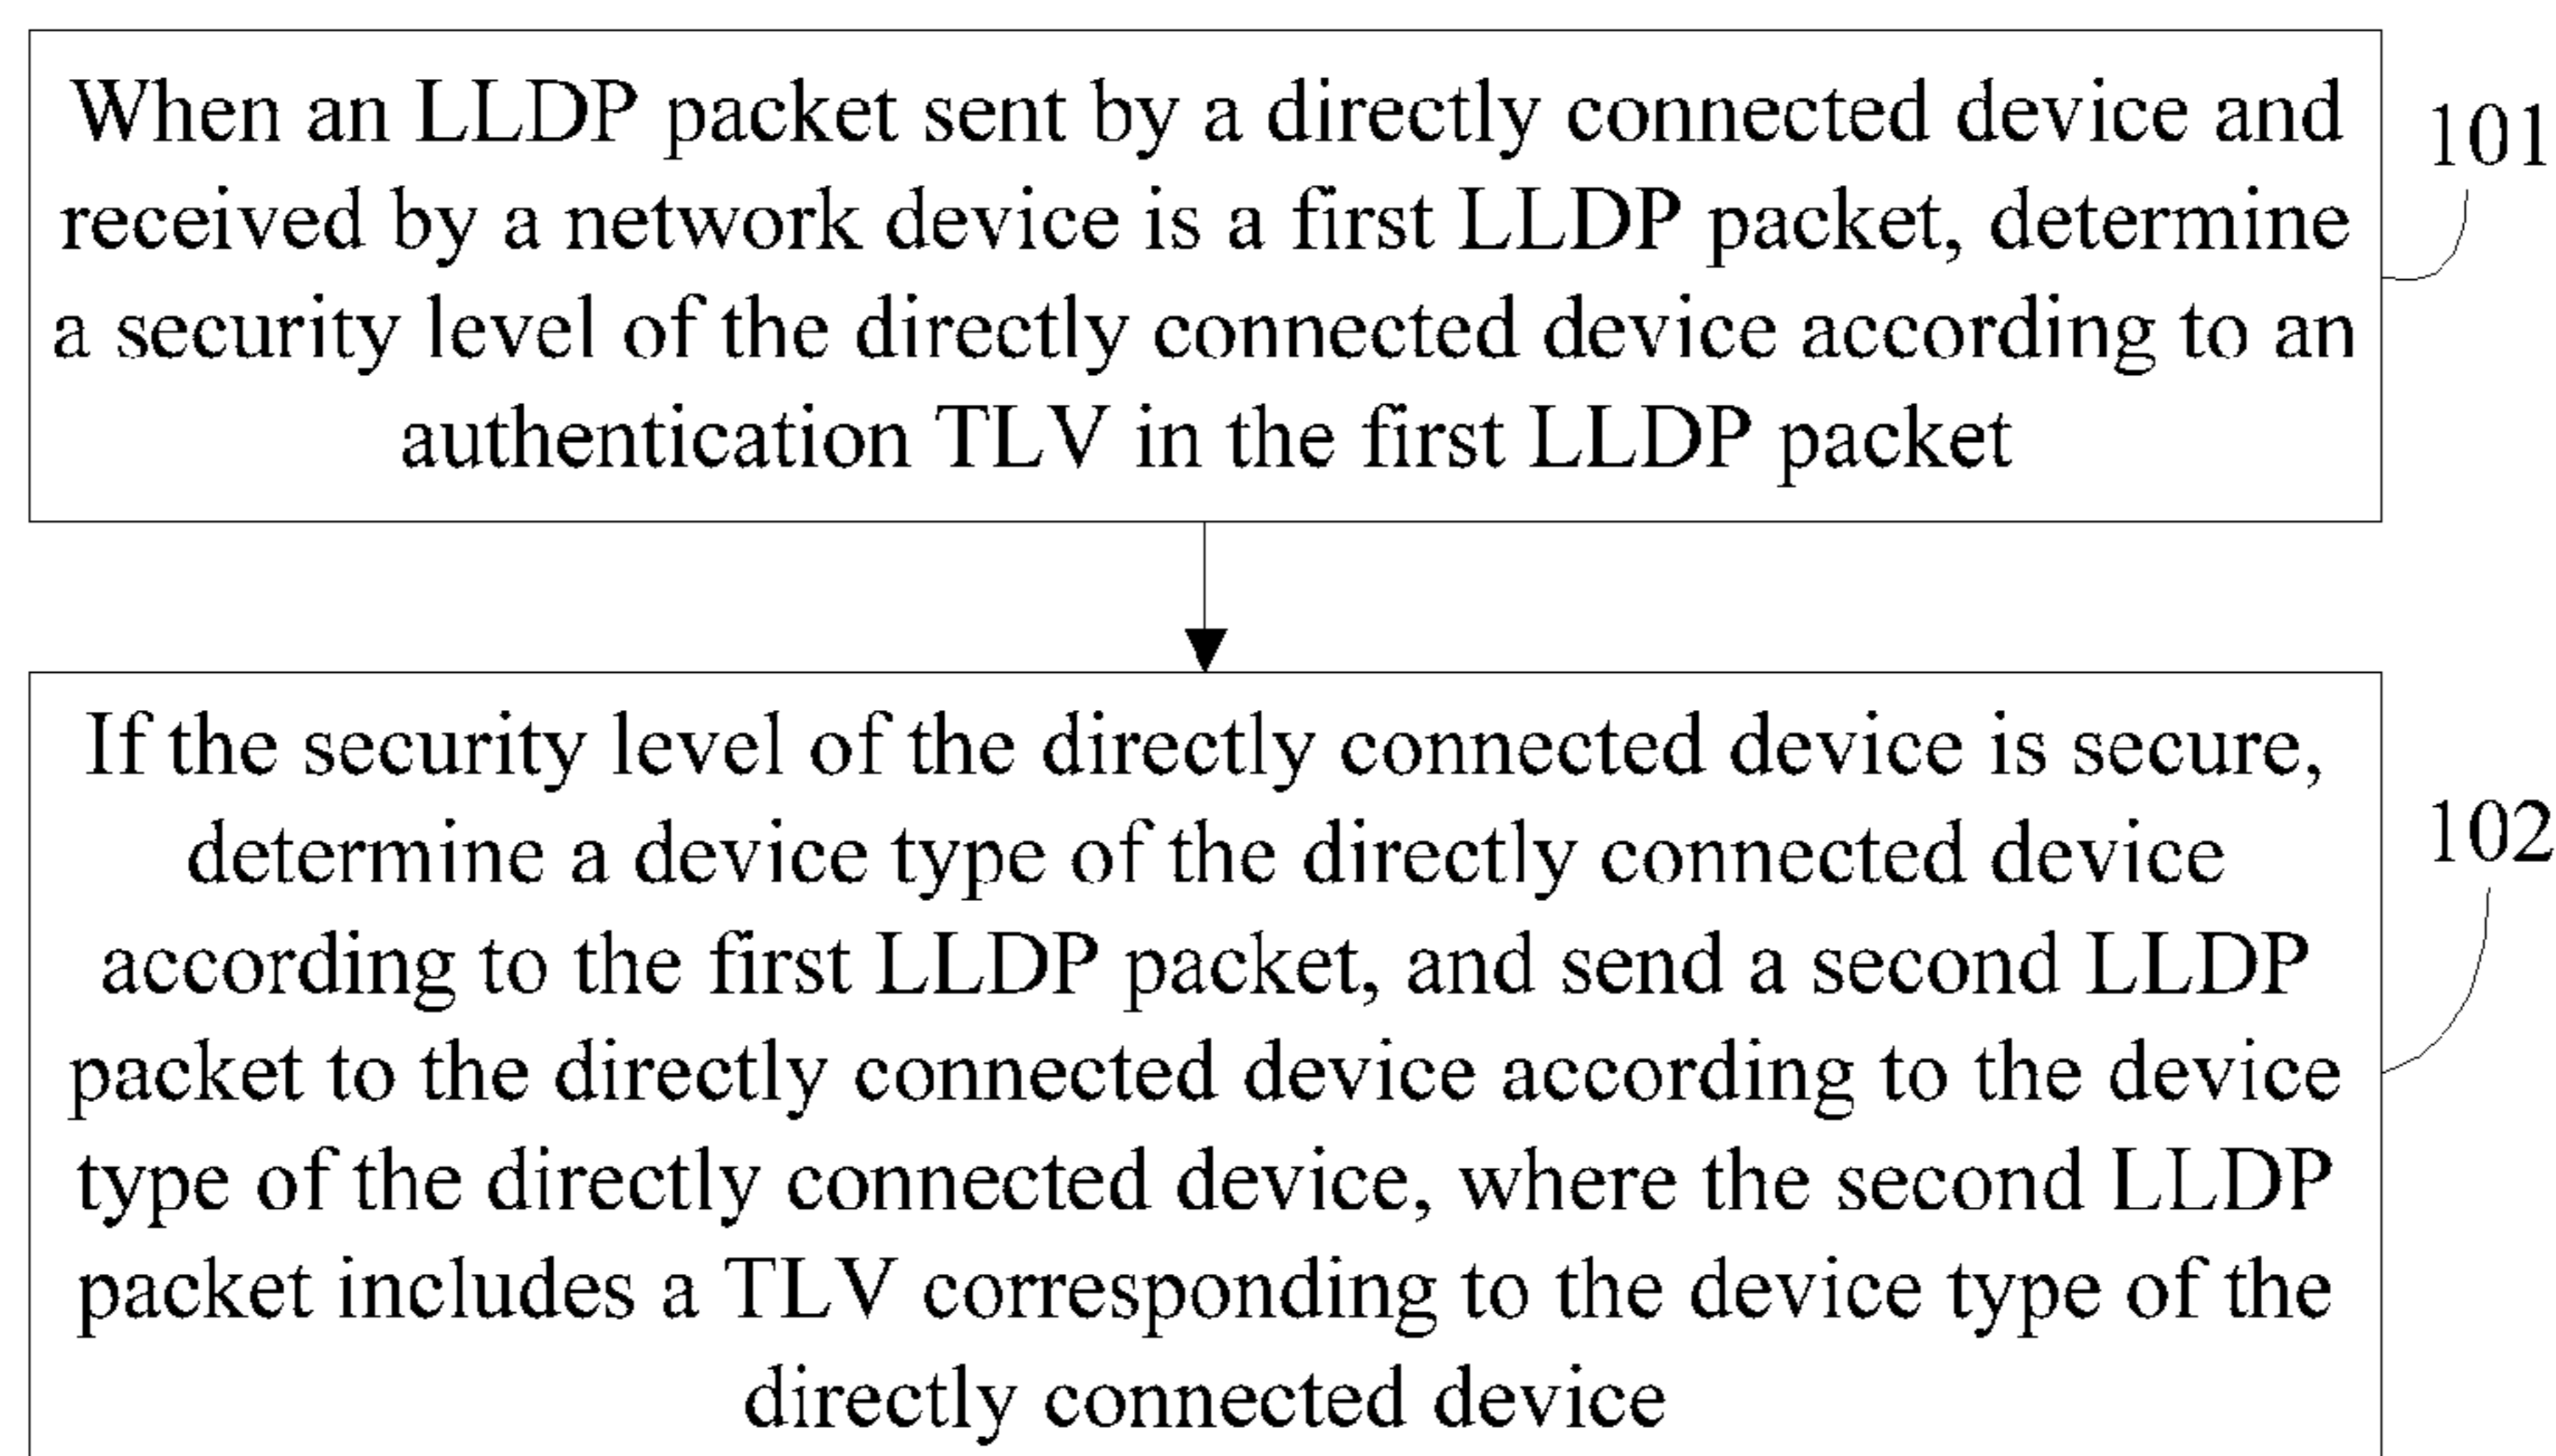 When an LLDP packet sent by a directly connected device and
received by a network device is a first LLDP packet, determine
a security level of the directly connected device according to an
authentication TLV in the first LLDP packet
101
If the security level of the directly connected device is secure,
determine a device type of the directly connected device
according to the first LLDP packet, and send a second LLDP
packet to the directly connected device according to the device
type of the directly connected device, where the second LLDP
packet includes a TLV corresponding to the device type of the
directly connected device
102